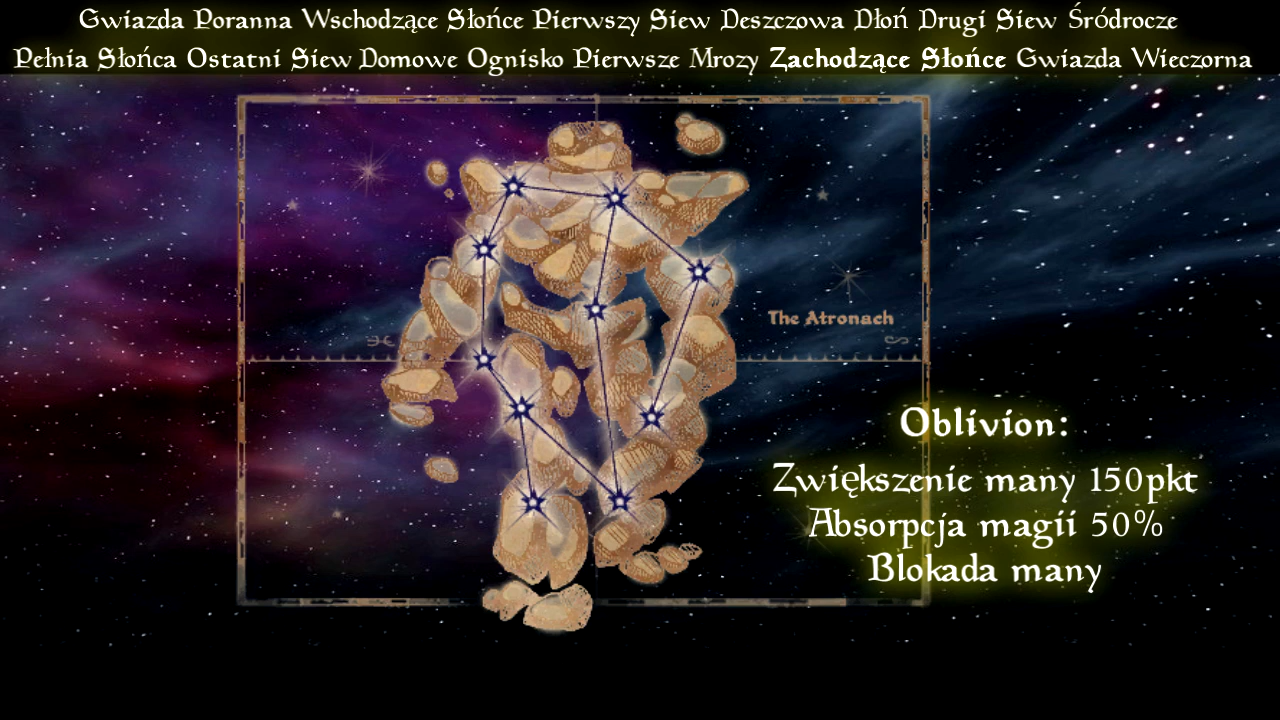 Gwiazda Poranna Wschodzące Słońce Pierwszy Siew Deszczowa Dłoń Drugi Siew Śródrocze
Pełnia Słońca Ostatni Siew Domowe Ognisko Pierwsze Mrozy Zachodzące Słońce Gwiazda Wieczorna
The Atronach
Oblivion:
Zwiększenie many 150pkt
Absorpcja magii 50%
Blokada many